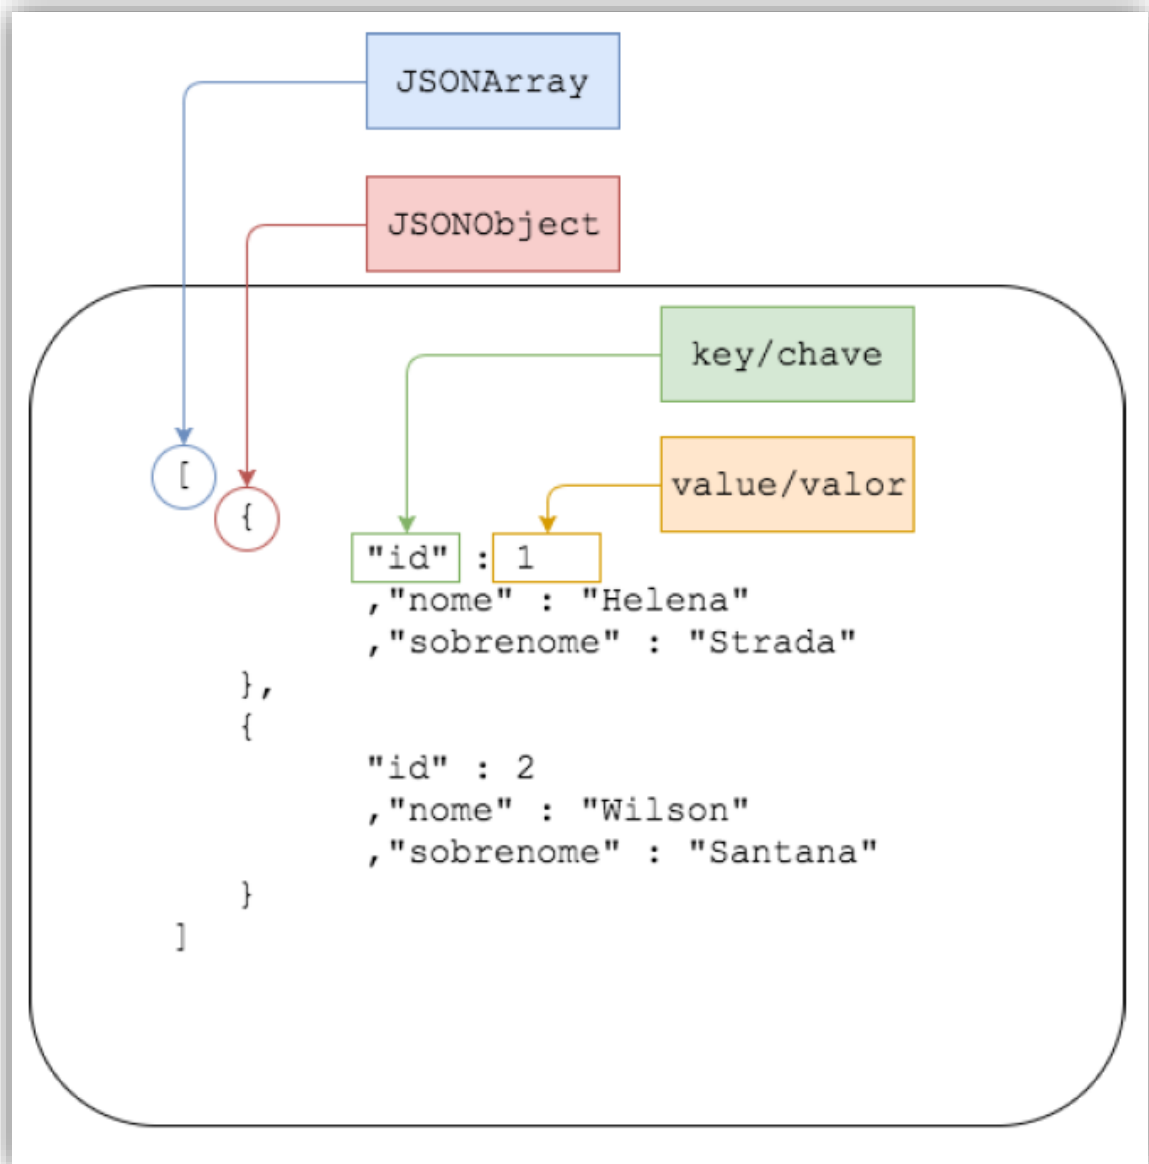 JSONArray
JSONObject
key/chave
value/valor
[
{
"id" : 1
,"nome" : "Helena"
,"sobrenome" : "Strada"
},
{
"id" : 2
,"nome" : "Wilson"
,"sobrenome" : "Santana"
}
]